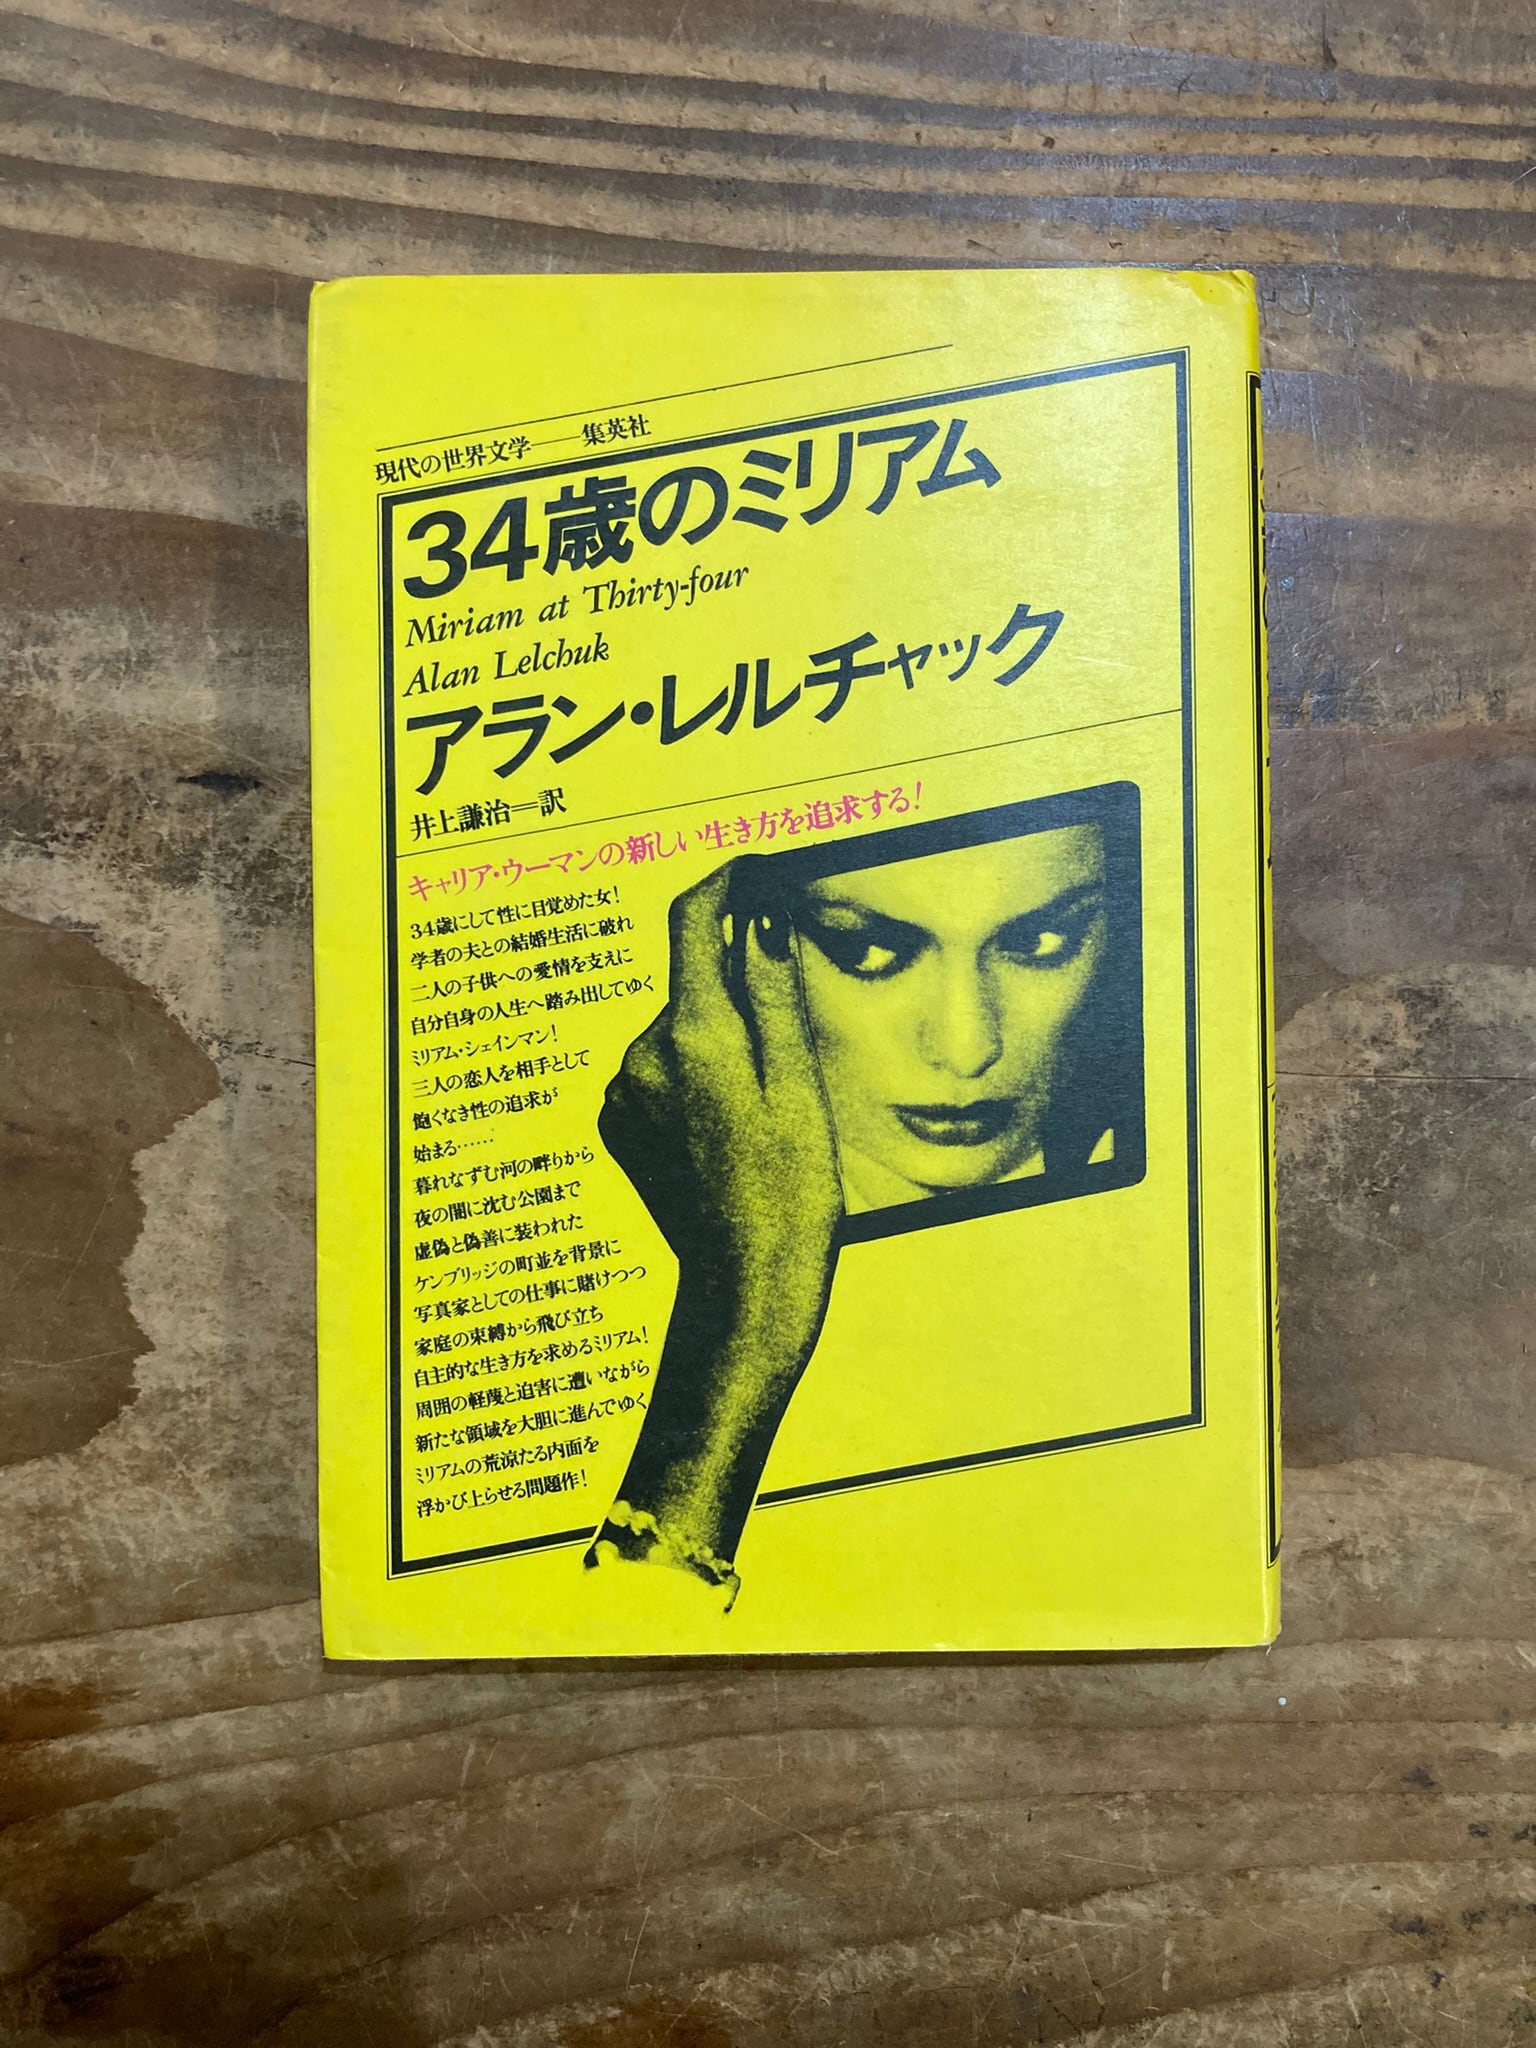 現代の世界文学——集英社
34歳のミリアム
Miriam at Thirty-four
Alan Lelchuk
アラン・レルチャック
井上謙治=訳
キャリア・ウーマンの新しい生き方を追求する!
34歳にして性に目覚めた女!
学者の夫との結婚生活に破れ
二人の子供への愛情を支えに
自分自身の人生へ踏み出してゆく
ミリアム・シェインマン!
三人の恋人を相手として
飽くなき性の追求が
始まる……
暮れなずむ河の畔りから
夜の闇に沈む公園まで
虚偽と偽善に装われた
ケンブリッジの町並を背景に
写真家としての仕事に賭けつつ
家庭の束縛から飛び立ち
自主的な生き方を求めるミリアム!
周囲の軽蔑と迫害に遭いながら
新たな領域を大胆に進んでゆく
ミリアムの荒涼たる内面を
浮かび上らせる問題作!